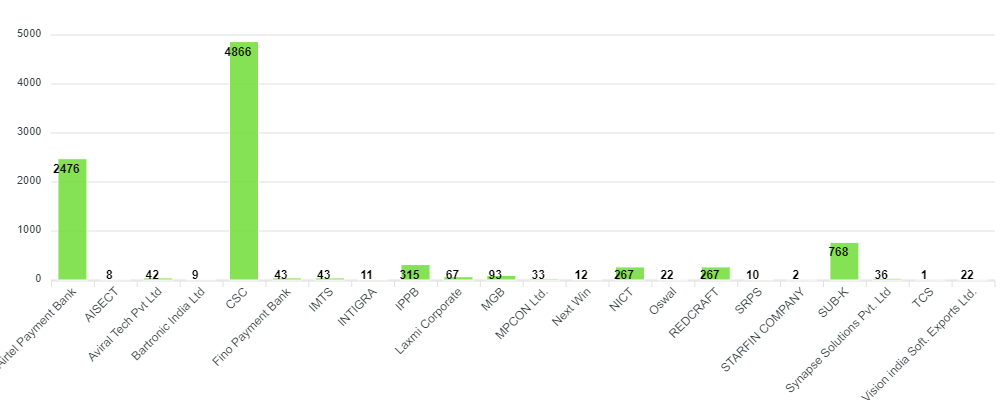 5000
4000
3000
2000
1000
0
2476
8
42
9
4866
43
43
11
315
67
93
33
12
267
22
267
10
2
768
36
1
22
Airtel Payment Bank
AISECT
Aviral Tech Pvt Ltd
Bartronic India Ltd
CSC
Fino Payment Bank
IMTS
INTIGRA
IPPB
Laxmi Corporate
MGB
MPCON Ltd.
Next Win
NICT
Oswal
REDCRAFT
SRPS
STARFIN COMPANY
SUB-K
Synapse Solutions Pvt. Ltd
TCS
Vision india Soft. Exports Ltd.